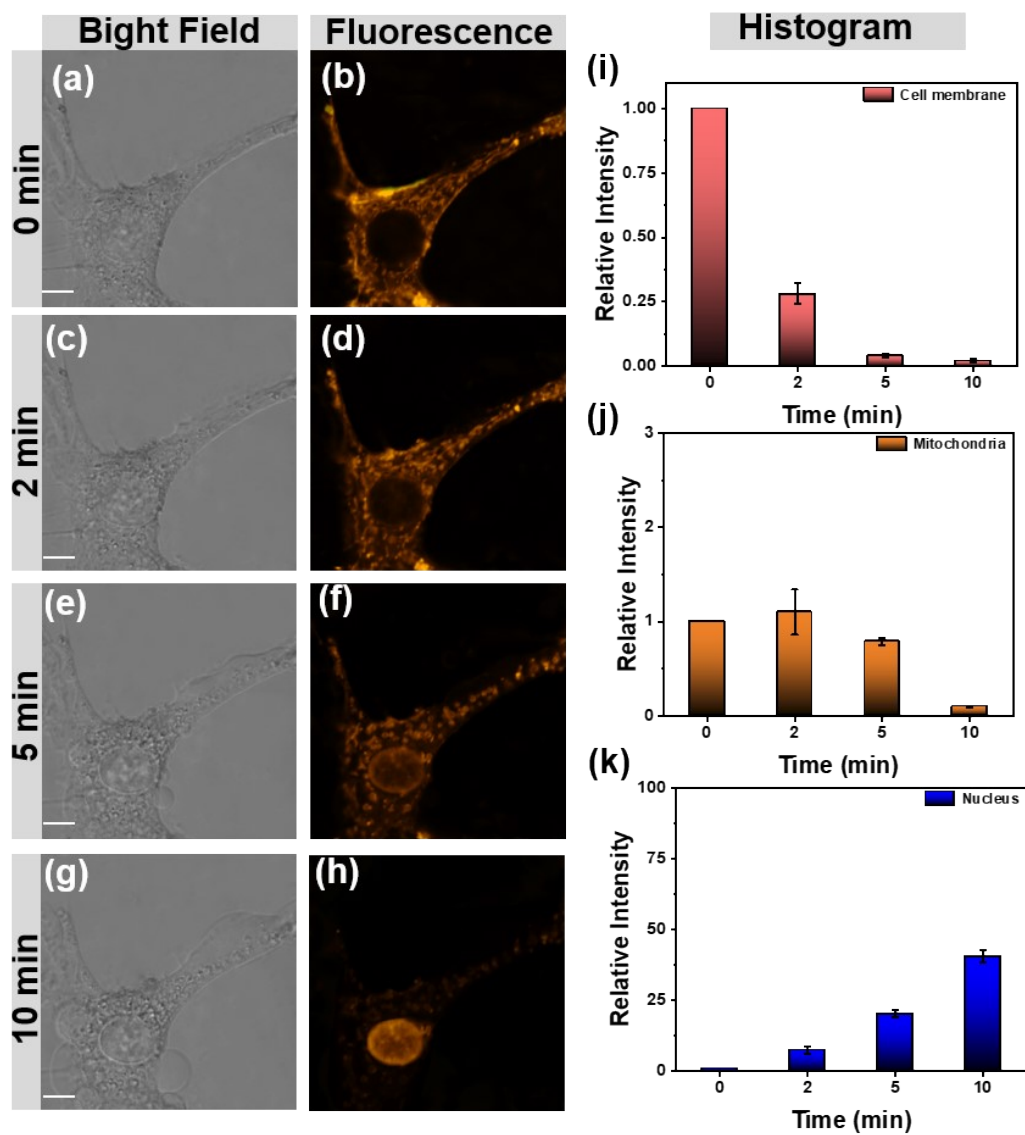 Bight Field
Fluorescence
Histogram
0 min
(a)
(b)
2 min
(c)
(d)
5 min
(e)
(f)
10 min
(g)
(h)
(i)
Cell membrane
Relative Intensity
1.00
0.75
0.50
0.25
0.00
0 2 5 10
Time (min)
(j)
Mitochondria
Relative Intensity
3
2
1
0
0 2 5 10
Time (min)
(k)
Nucleus
Relative Intensity
100
75
50
25
0
0 2 5 10
Time (min)